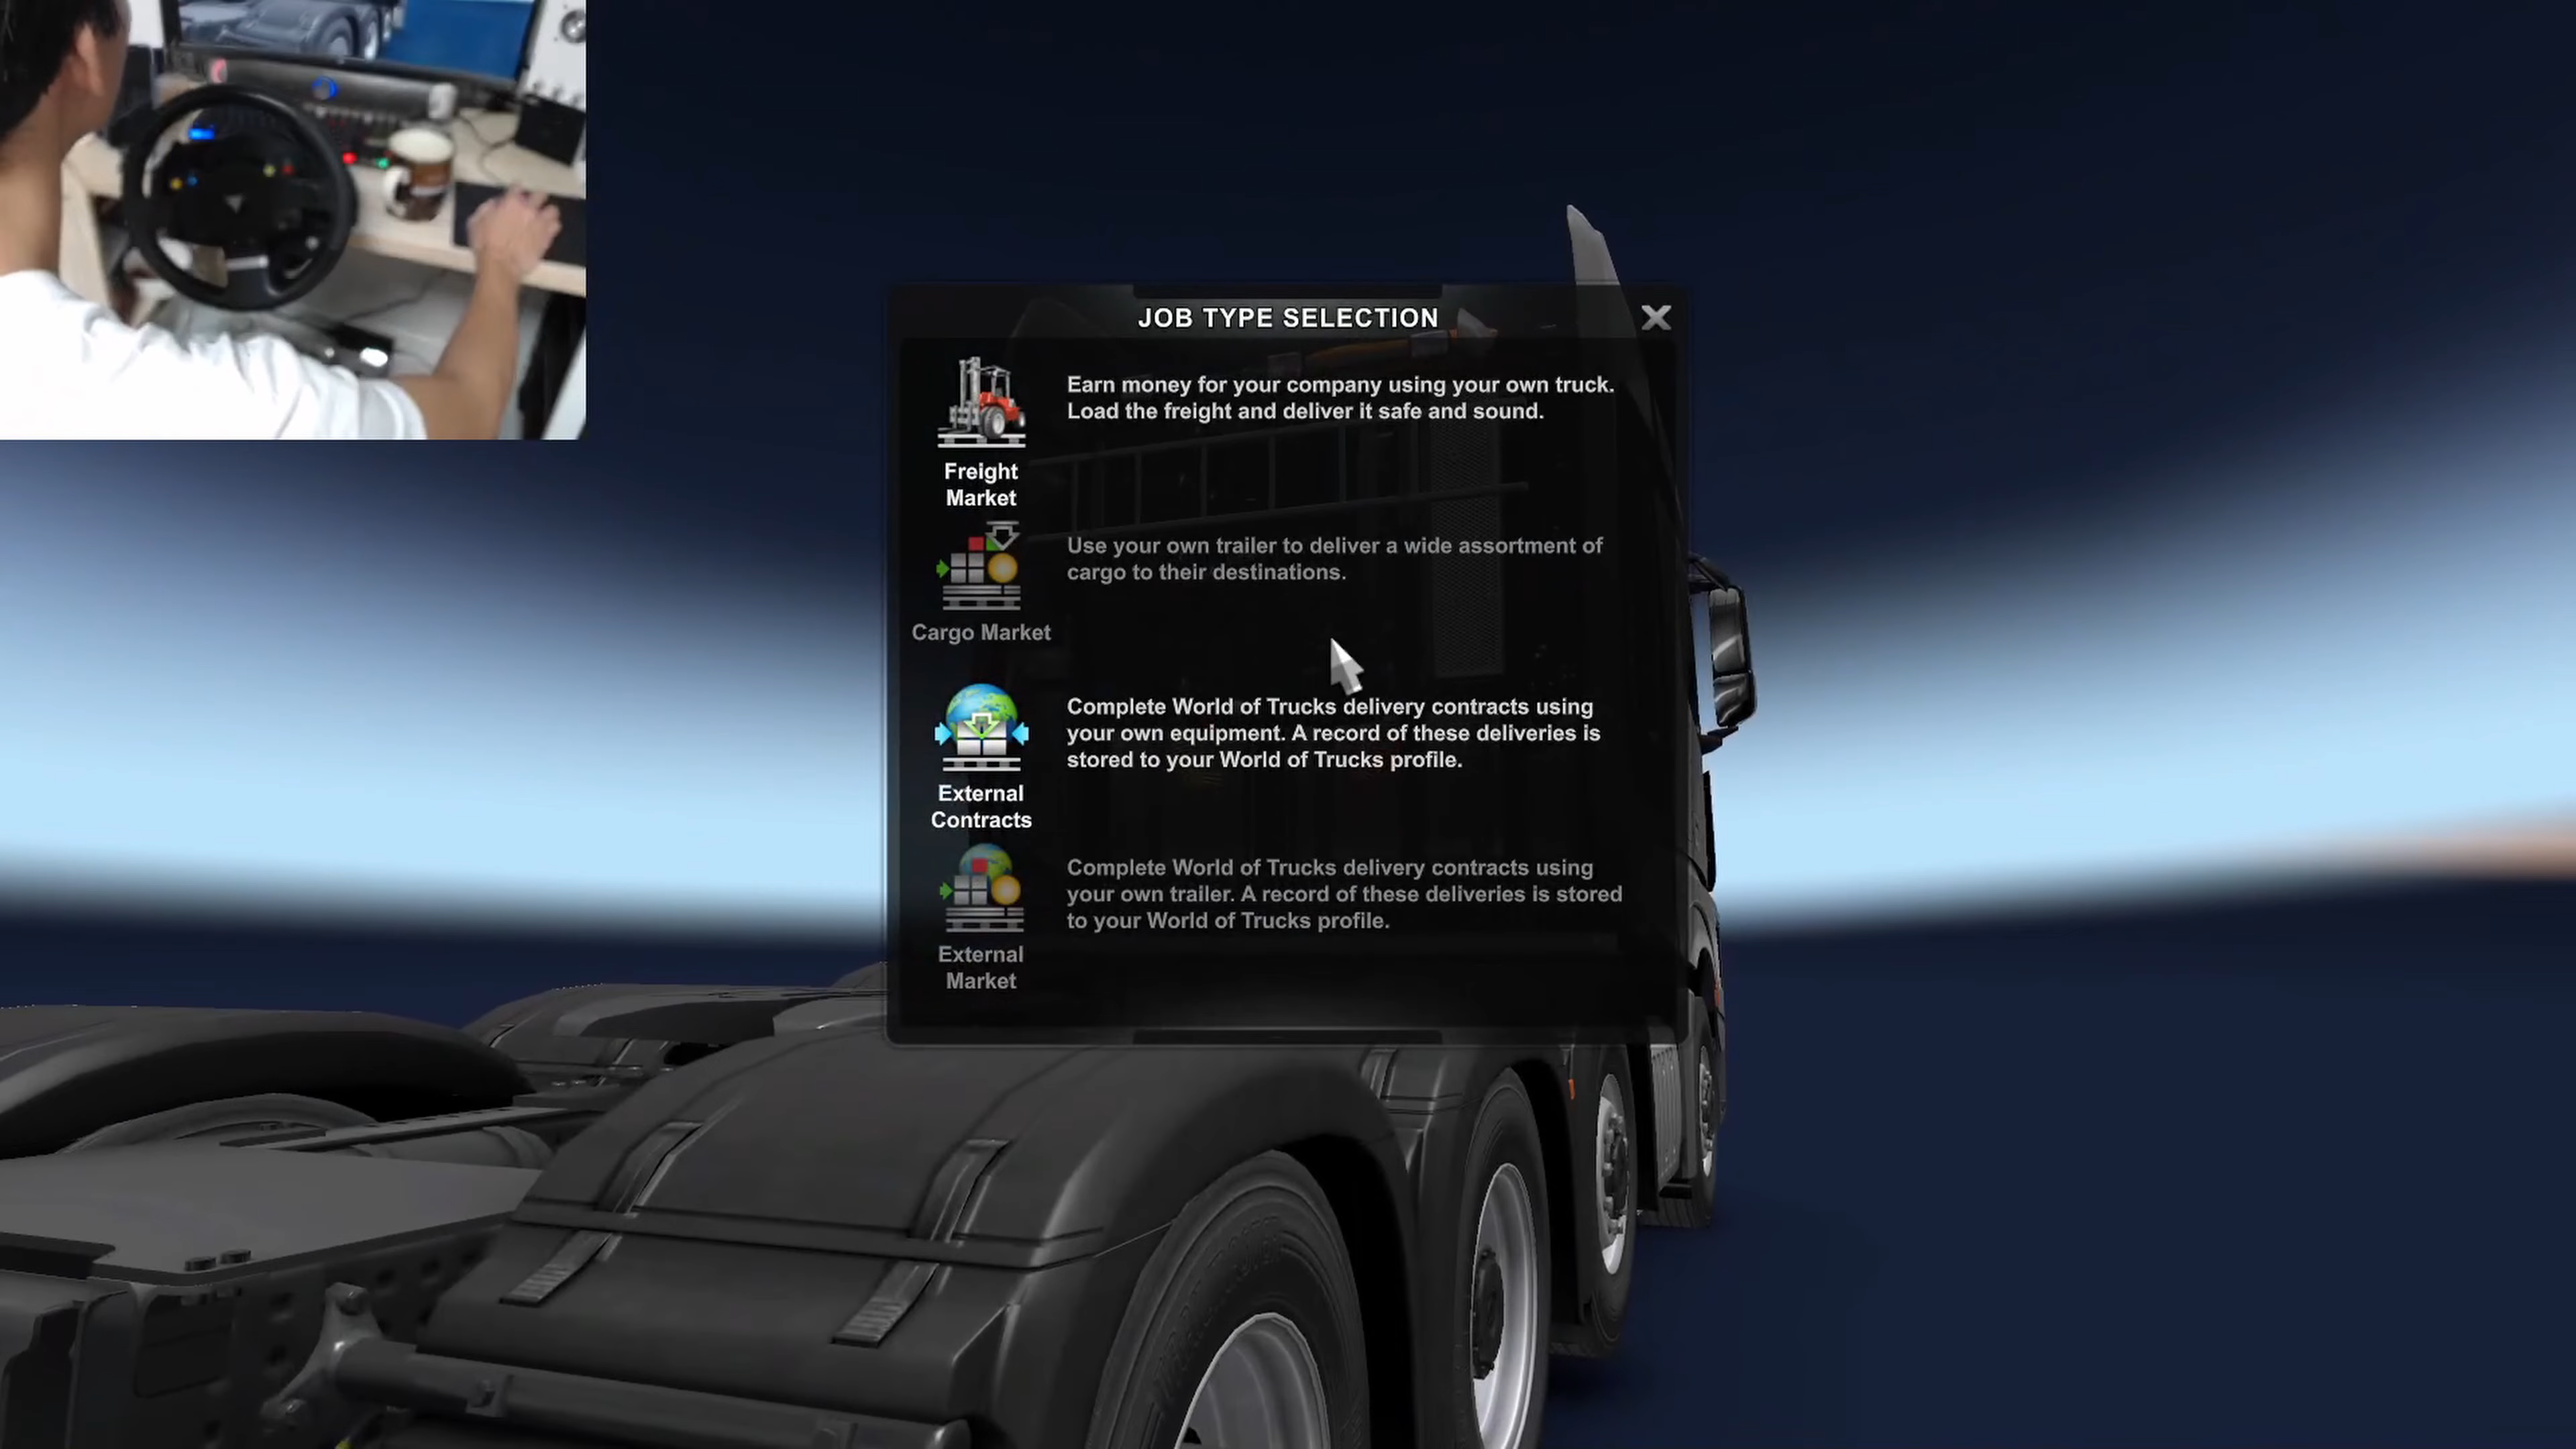 JOB TYPE SELECTION
Earn money for your company using your own truck.
Load the freight and deliver it safe and sound.
Freight
Market
Use your own trailer to deliver a wide assortment of
cargo to their destinations.
Cargo Market
Complete World of Trucks delivery contracts using
your own equipment. A record of these deliveries is
stored to your World of Trucks profile.
External
Contracts
Complete World of Trucks delivery contracts using
your own trailer. A record of these deliveries is stored
to your World of Trucks profile.
External
Market